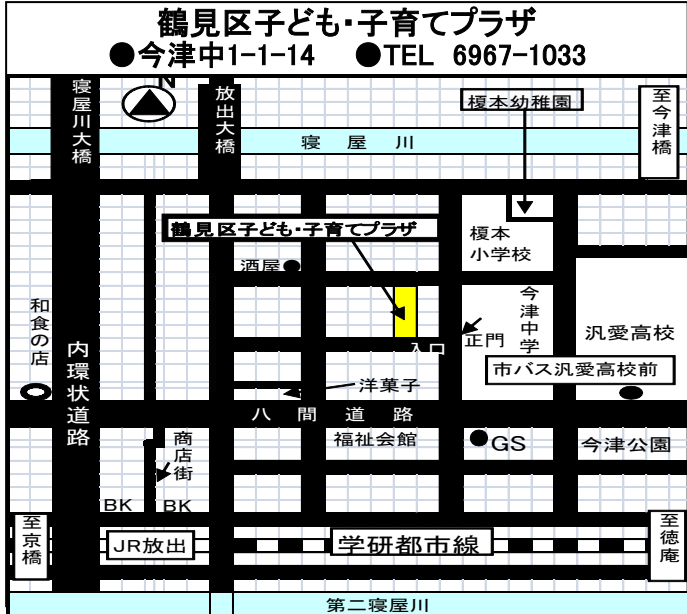 鶴見区子ども・子育てプラザ
●今津中1-1-14 ●TEL 6967-1033
N
寝屋川大橋
放出大橋
榎本幼稚園
至今津橋
寝屋川
鶴見区子ども・子育てプラザ
榎本
小学校
酒屋
和食の店
今津中学
入口
正門
汎愛高校
内環状道路
市バス汎愛高校前
洋菓子
八間道路
商店街
福祉会館
GS
今津公園
BK
BK
至京橋
JR放出
学研都市線
至徳庵
第二寝屋川